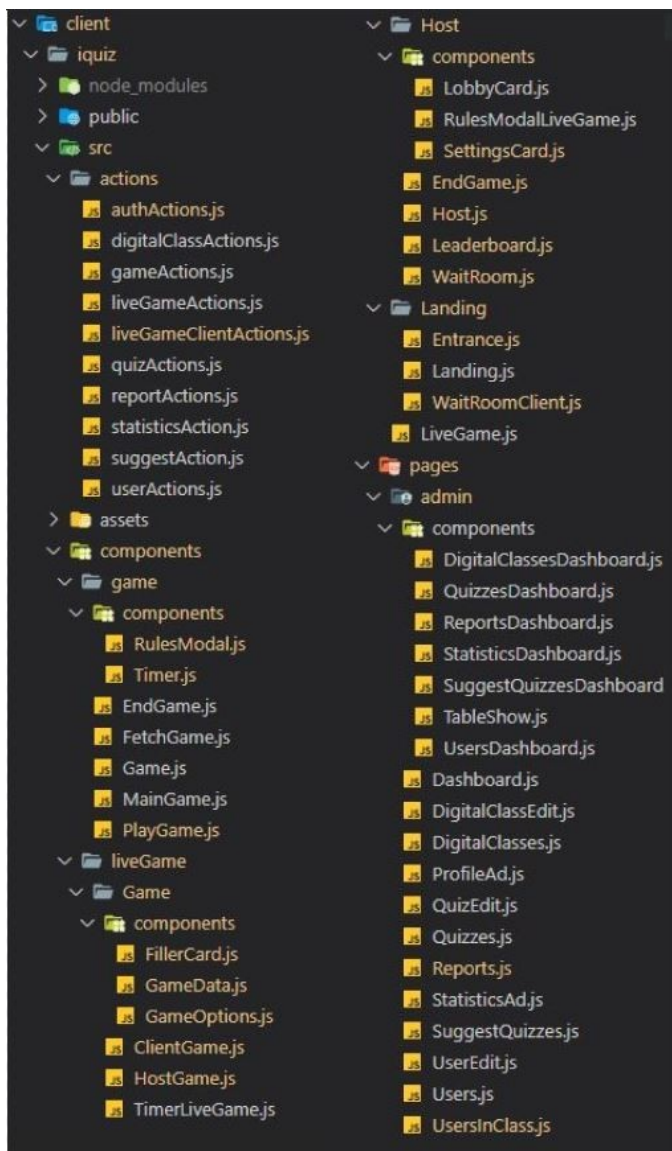 client
iquiz
node_modules
public
src
actions
authActions.js
digitalClassActions.js
gameActions.js
liveGameActions.js
liveGameClientActions.js
quizActions.js
reportActions.js
statisticsAction.js
suggestAction.js
userActions.js
assets
components
game
components
RulesModal.js
Timer.js
EndGame.js
FetchGame.js
Game.js
MainGame.js
PlayGame.js
liveGame
Game
components
FillerCard.js
GameData.js
GameOptions.js
ClientGame.js
HostGame.js
TimerLiveGame.js
Host
components
LobbyCard.js
RulesModalLiveGame.js
SettingsCard.js
EndGame.js
Host.js
Leaderboard.js
WaitRoom.js
Landing
Entrance.js
Landing.js
WaitRoomClient.js
LiveGame.js
pages
admin
components
DigitalClassesDashboard.js
QuizzesDashboard.js
ReportsDashboard.js
StatisticsDashboard.js
SuggestQuizzesDashboard
TableShow.js
UsersDashboard.js
Dashboard.js
DigitalClassEdit.js
DigitalClasses.js
ProfileAd.js
QuizEdit.js
Quizzes.js
Reports.js
StatisticsAd.js
SuggestQuizzes.js
UserEdit.js
Users.js
UsersInClass.js